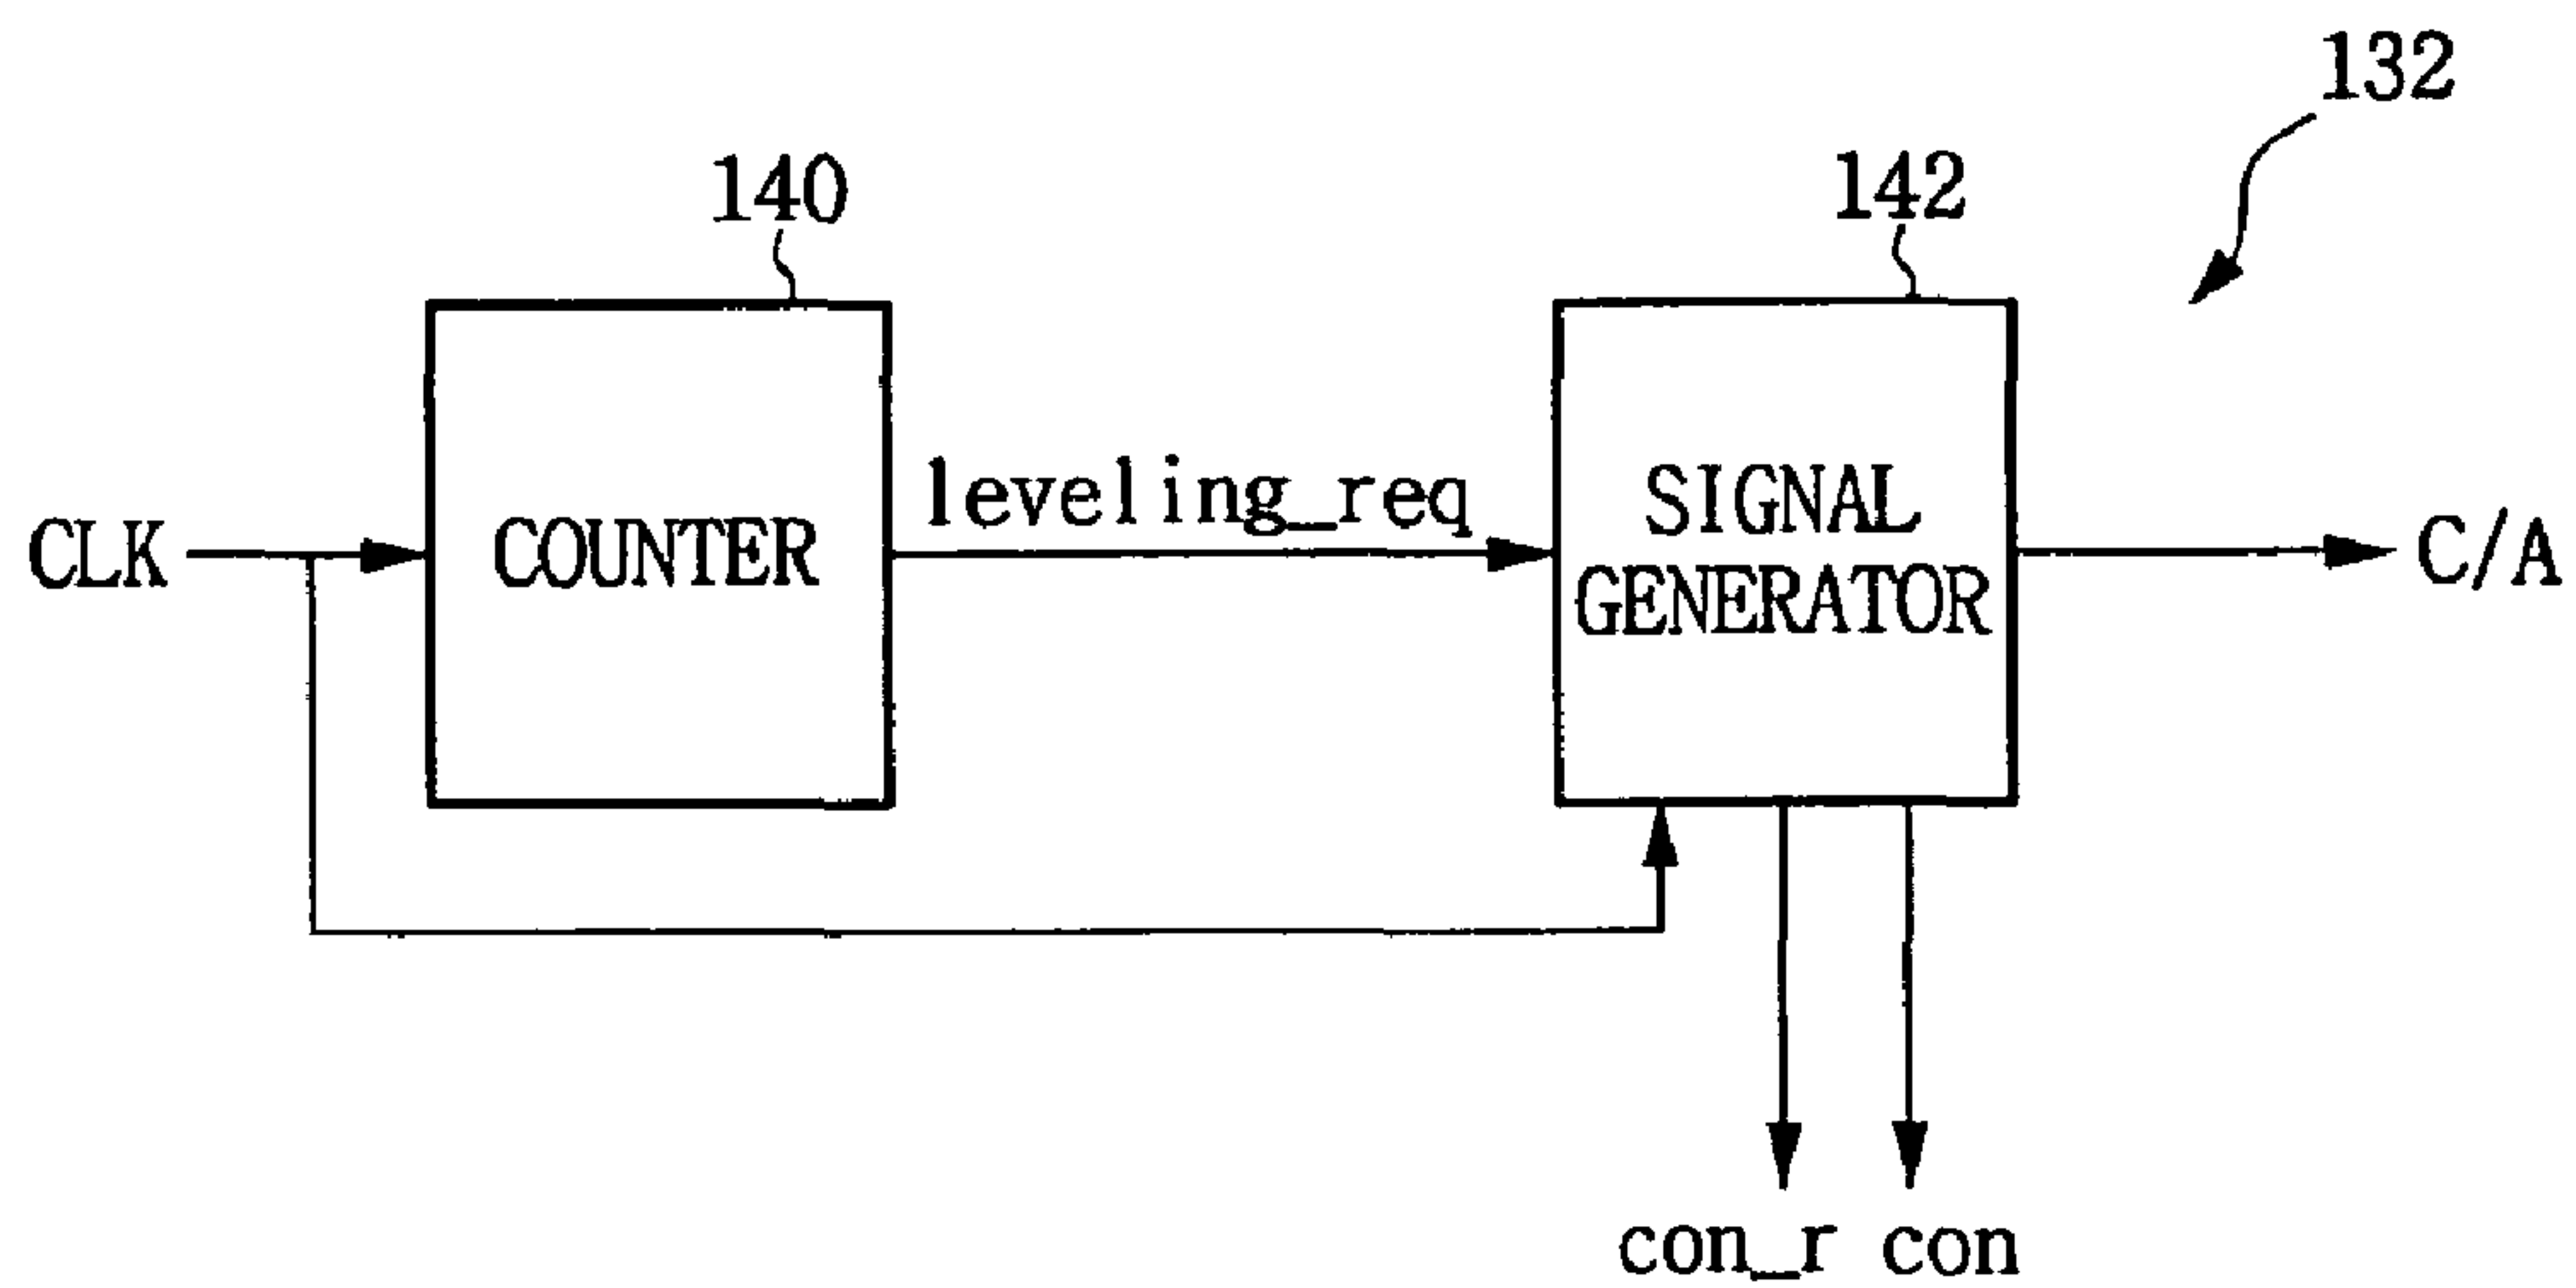 132
140
142
CLK
COUNTER
leveling_req
SIGNAL
GENERATOR
C/A
con_r con